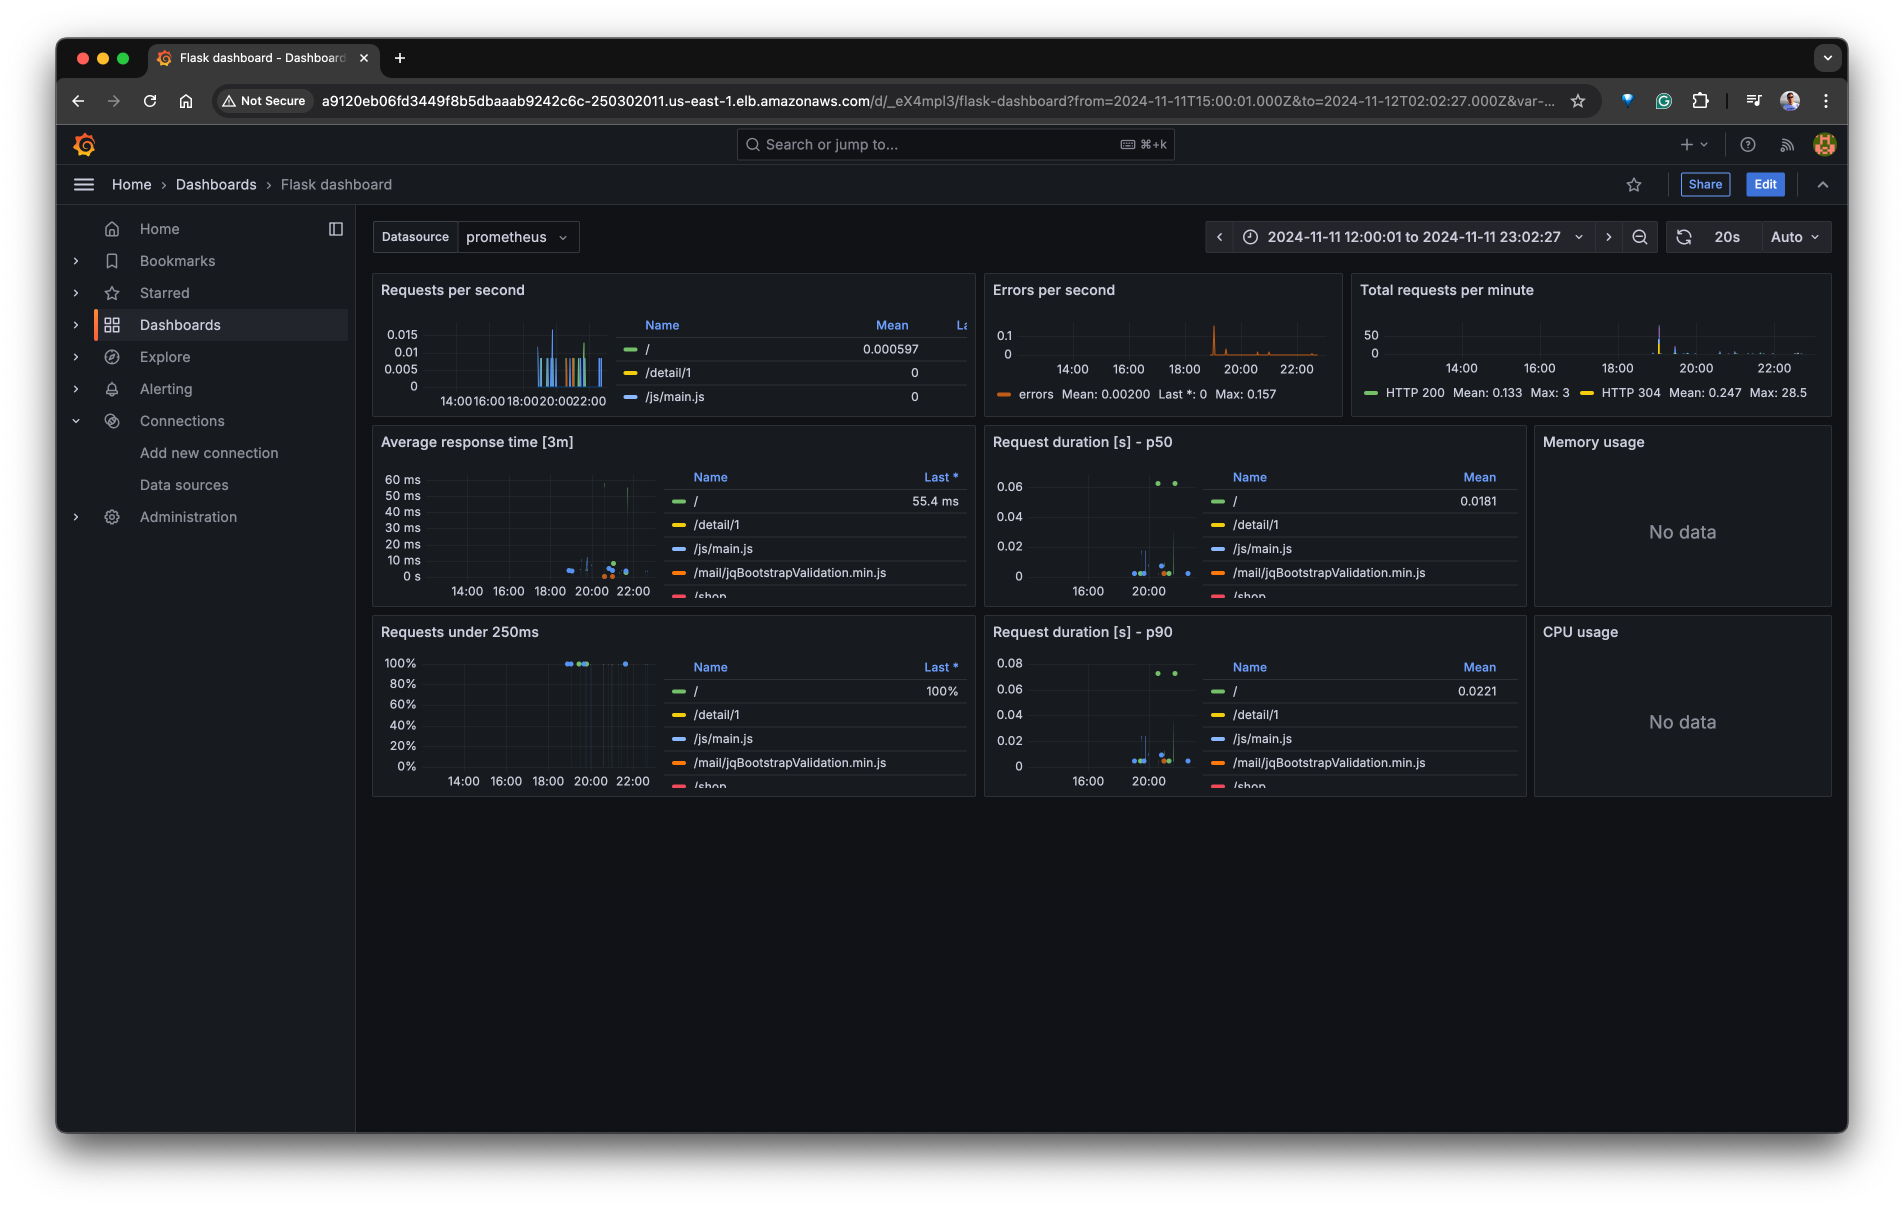 Flask dashboard - Dashboard
Not Secure
a9120eb06fd3449f8b5dbaaab9242c6c-250302011.us-east-1.elb.amazonaws.com/d/_eX4mpl3/flask-dashboard?from=2024-11-11T15:00:01.000Z&to=2024-11-12T02:02:27.000Z&var-...
Search or jump to...
⌘+k
Home › Dashboards › Flask dashboard
Share
Edit
Home
Bookmarks
Starred
Dashboards
Explore
Alerting
Connections
Add new connection
Data sources
Administration
Datasource
prometheus
2024-11-11 12:00:01 to 2024-11-11 23:02:27
20s
Auto
Requests per second
0.015
0.01
0.005
0
14:00 16:00 18:00 20:00 22:00
Name Mean La
/ 0.000597
/detail/1 0
/js/main.js 0
Errors per second
0.1
0
14:00 16:00 18:00 20:00 22:00
errors Mean: 0.00200 Last *: 0 Max: 0.157
Total requests per minute
50
0
14:00 16:00 18:00 20:00 22:00
HTTP 200 Mean: 0.133 Max: 3 HTTP 304 Mean: 0.247 Max: 28.5
Average response time [3m]
60 ms
50 ms
40 ms
30 ms
20 ms
10 ms
0 s
14:00 16:00 18:00 20:00 22:00
Name Last *
/ 55.4 ms
/detail/1
/js/main.js
/mail/jqBootstrapValidation.min.js
/shop
Request duration [s] - p50
0.06
0.04
0.02
0
16:00 20:00
Name Mean
/ 0.0181
/detail/1
/js/main.js
/mail/jqBootstrapValidation.min.js
/shop
Memory usage
No data
Requests under 250ms
100%
80%
60%
40%
20%
0%
14:00 16:00 18:00 20:00 22:00
Name Last *
/ 100%
/detail/1
/js/main.js
/mail/jqBootstrapValidation.min.js
/shop
Request duration [s] - p90
0.08
0.06
0.04
0.02
0
16:00 20:00
Name Mean
/ 0.0221
/detail/1
/js/main.js
/mail/jqBootstrapValidation.min.js
/shop
CPU usage
No data